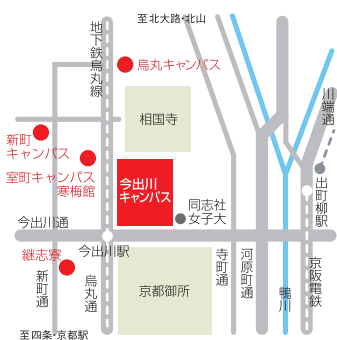 至北大路・北山
地下鉄烏丸線
烏丸キャンパス
川端通
相国寺
新町
キャンパス
室町キャンパス
寒梅館
今出川
キャンパス
同志社
女子大
出町柳駅
今出川通
今出川駅
継志寮
新町通
烏丸通
京都御所
寺町通
河原町通
鴨川
京阪電鉄
至四条・京都駅